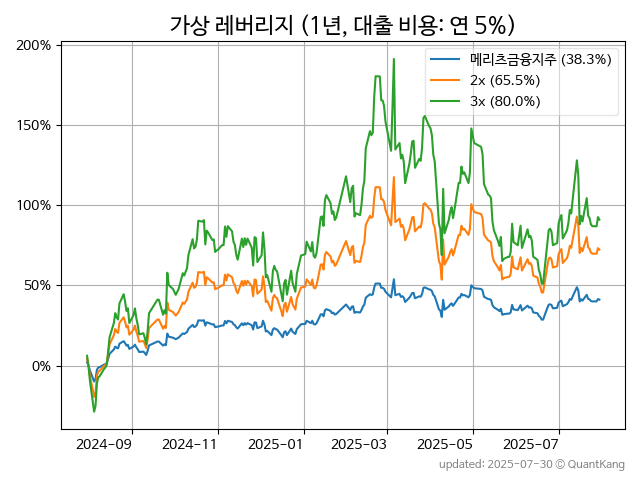 가상 레버리지 (1년, 대출 비용: 연 5%)
200%
150%
100%
50%
0%
메리츠금융지주 (38.3%)
2x (65.5%)
3x (80.0%)
2024-09
2024-11
2025-01
2025-03
2025-05
2025-07
updated: 2025-07-30 © QuantKang